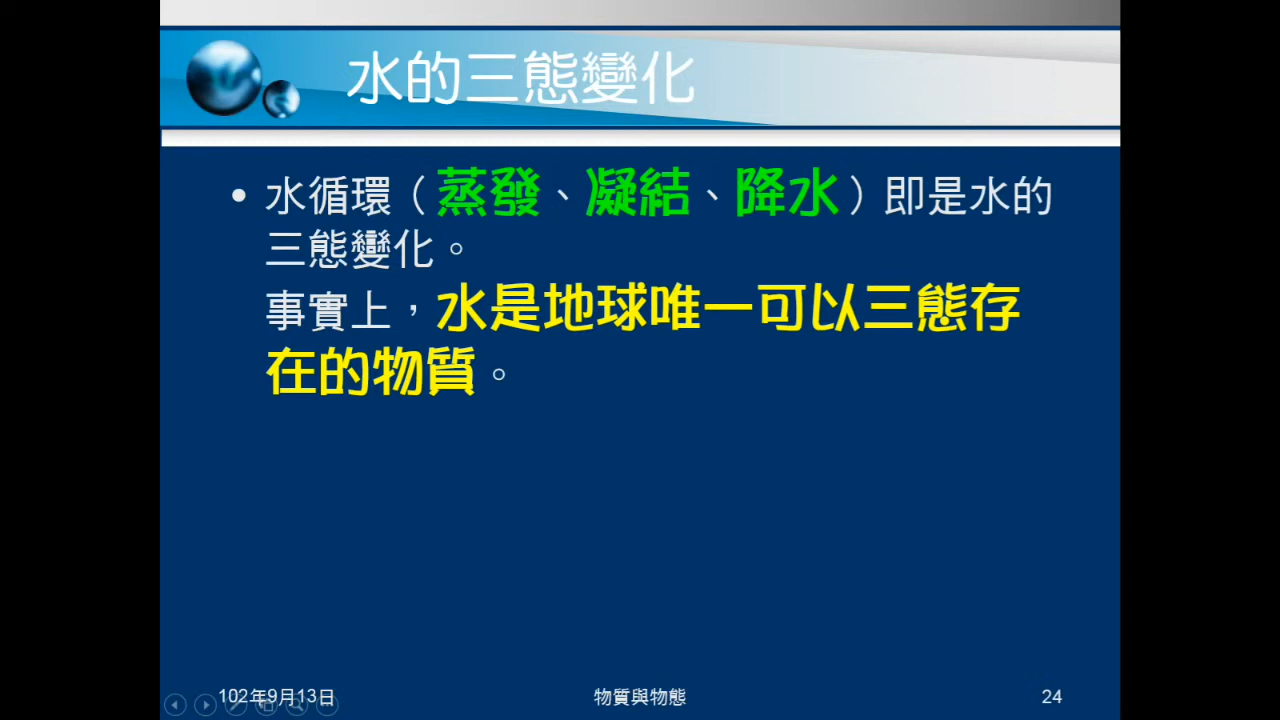 水的三態變化
• 水循環（蒸發、凝結、降水）即是水的
三態變化。
事實上，水是地球唯一可以三態存
在的物質。
102年9月13日
物質與物態
24